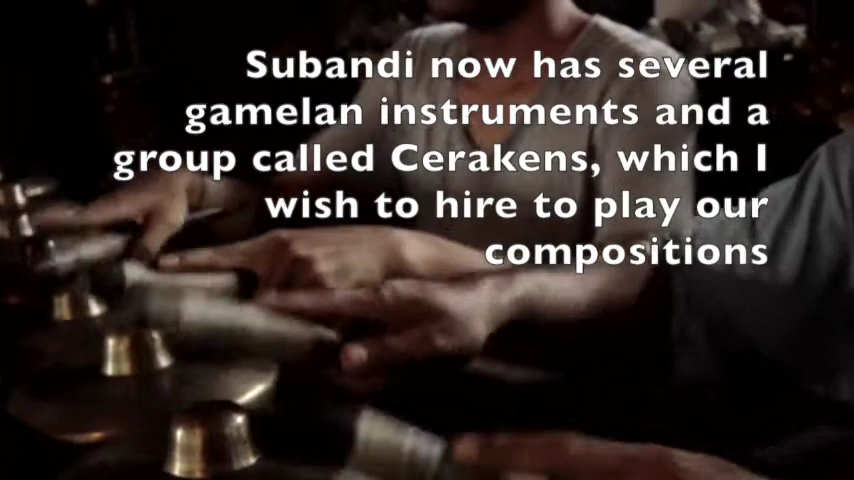 Subandi now has several
gamelan instruments and a
group called Cerakens, which I
wish to hire to play our
compositions